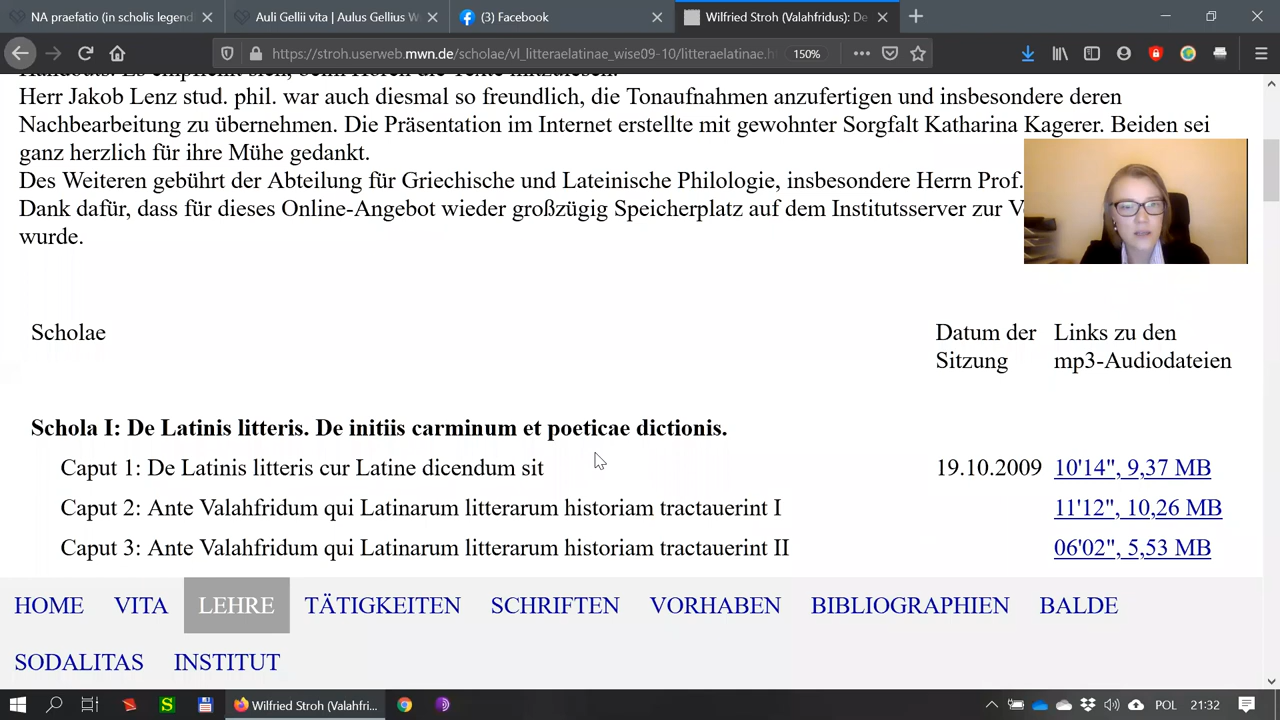 NA praefatio (in scholis legend
Auli Gellii vita | Aulus Gellius W
(3) Facebook
Wilfried Stroh (Valahfridus): De
https://stroh.userweb.mwn.de/scholae/vl_litteraelatinae_wise09-10/litteraelatinae.h
150%
Handouts. Es empfiehlt sich, beim Hören die Texte mitzulesen.
Herr Jakob Lenz stud. phil. war auch diesmal so freundlich, die Tonaufnahmen anzufertigen und insbesondere deren
Nachbearbeitung zu übernehmen. Die Präsentation im Internet erstellte mit gewohnter Sorgfalt Katharina Kagerer. Beiden sei
ganz herzlich für ihre Mühe gedankt.
Des Weiteren gebührt der Abteilung für Griechische und Lateinische Philologie, insbesondere Herrn Prof.
Dank dafür, dass für dieses Online-Angebot wieder großzügig Speicherplatz auf dem Institutsserver zur V
wurde.
Scholae
Datum der Sitzung
Links zu den mp3-Audiodateien
Schola I: De Latinis litteris. De initiis carminum et poeticae dictionis.
Caput 1: De Latinis litteris cur Latine dicendum sit 19.10.2009 10'14", 9,37 MB
Caput 2: Ante Valahfridum qui Latinarum litterarum historiam tractauerint I 11'12", 10,26 MB
Caput 3: Ante Valahfridum qui Latinarum litterarum historiam tractauerint II 06'02", 5,53 MB
HOME VITA LEHRE TÄTIGKEITEN SCHRIFTEN VORHABEN BIBLIOGRAPHIEN BALDE
SODALITAS INSTITUT
Wilfried Stroh (Valahfri...
POL 21:32